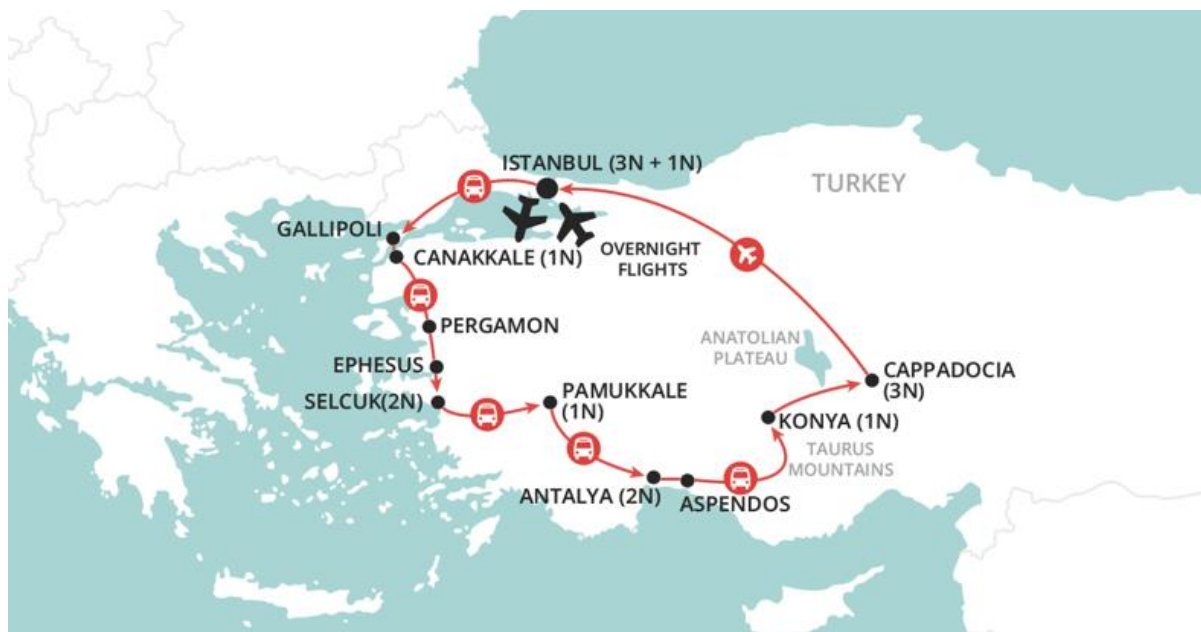 ISTANBUL (3N + 1N)
TURKEY
GALLIPOLI
CANAKKALE (1N)
OVERNIGHT
FLIGHTS
PERGAMON
ANATOLIAN
PLATEAU
EPHESUS
CAPPADOCIA
(3N)
SELCUK(2N)
PAMUKKALE
(1N)
KONYA (1N)
TAURUS
MOUNTAINS
ANTALYA (2N)
ASPENDOS